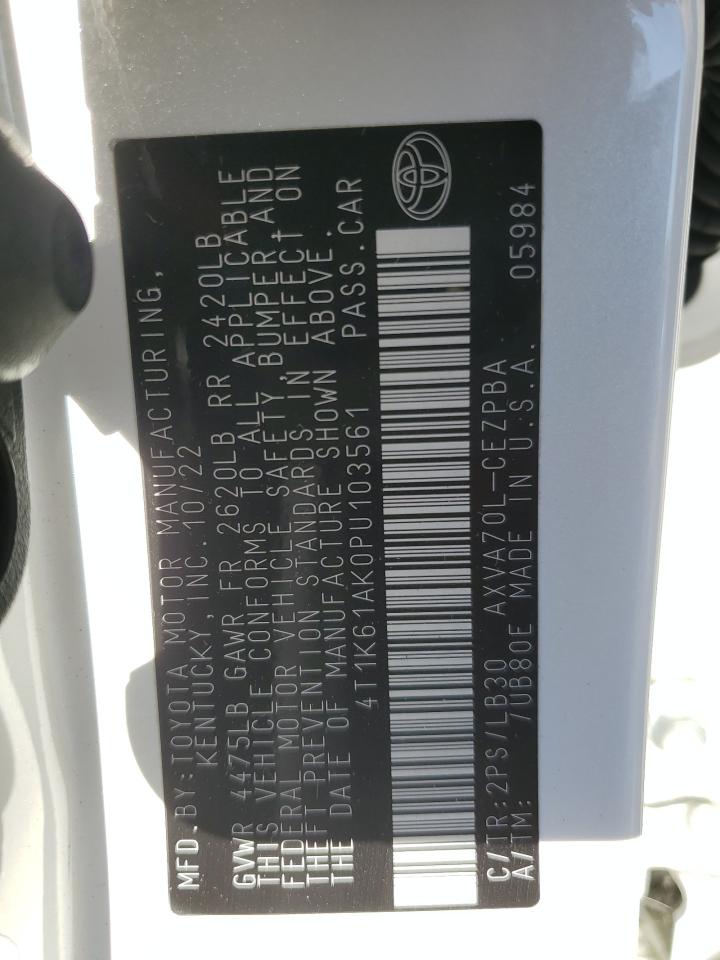 MFD.BY:TOYOTA MOTOR MANUFACTURING,
KENTUCKY, INC. 10/22
GVWR 4475LB GAWR FR 2620LB RR 2420LB
THIS VEHICLE CONFORMS TO ALL APPLICABLE
FEDERAL MOTOR VEHICLE SAFETY, BUMPER AND
THEFT PREVENTION STANDARDS IN EFFECT ON
THE DATE OF MANUFACTURE SHOWN ABOVE.
4T1K61AK0PU103561 PASS.CAR
C/TR:2PS/LB30 AXVA70L-CEZPBA 05984
A/TM: /UB80E MADE IN U.S.A.